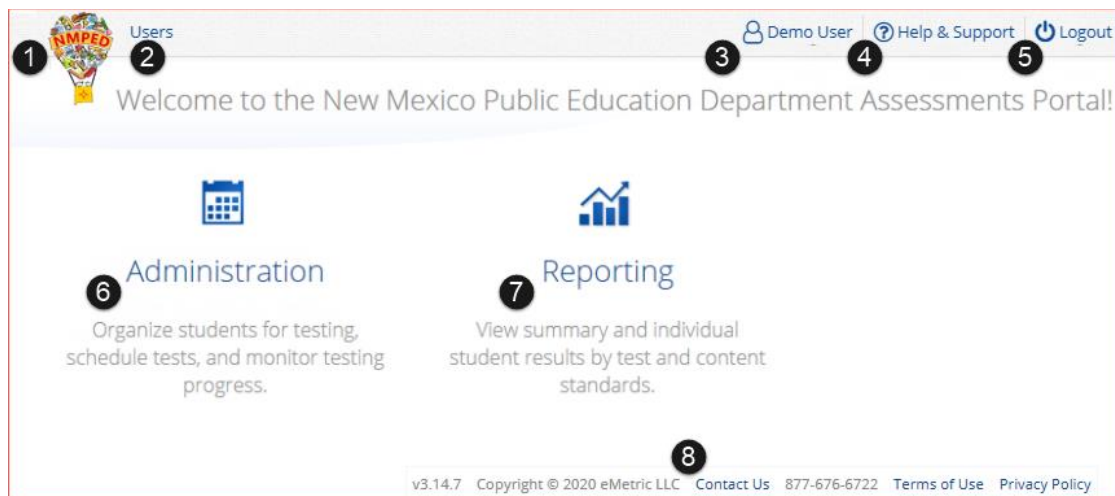 NMPED
Users
Demo User
Help & Support
Logout
1
2
3
4
5
Welcome to the New Mexico Public Education Department Assessments Portal!
Administration
6
Organize students for testing,
schedule tests, and monitor testing
progress.
Reporting
7
View summary and individual
student results by test and content
standards.
8
v3.14.7 Copyright © 2020 eMetric LLC Contact Us 877-676-6722 Terms of Use Privacy Policy